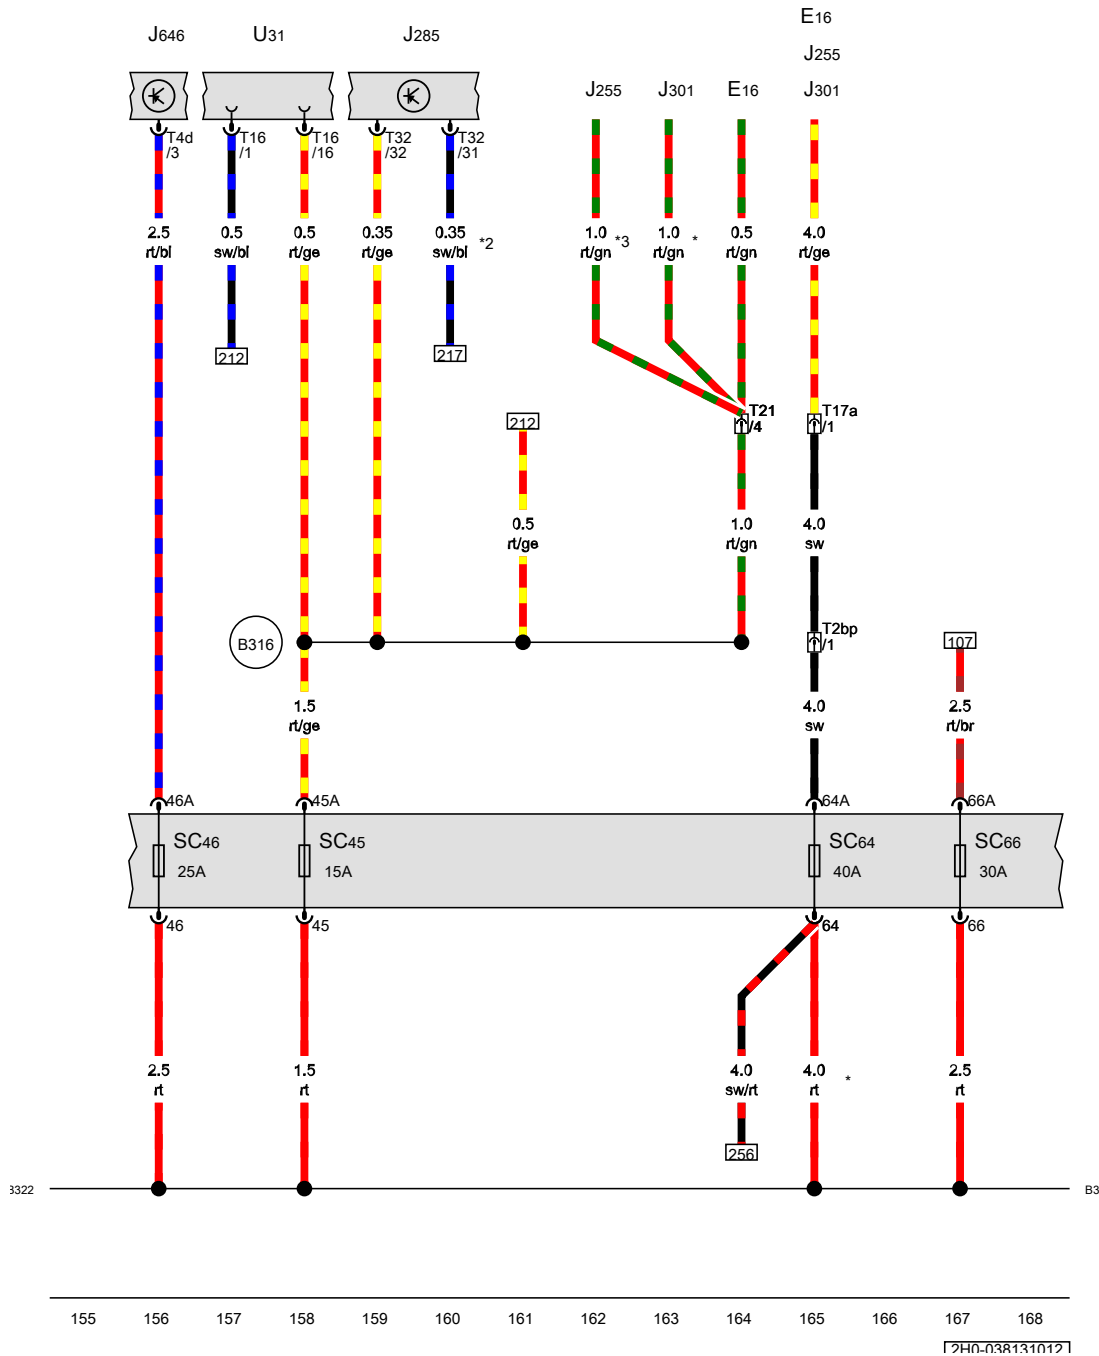 E16
J646 U31 J285 J255
J255 J301 E16 J301
T4d T16 T16 T32 T32
/3 /1 /16 /32 /31
2.5 0.5 0.5 0.35 0.35 1.0 1.0 0.5 4.0
rt/bl sw/bl rt/ge rt/ge sw/bl *2 rt/gn *3 rt/gn * rt/gn rt/ge
212 217
212 T21 T17a
/4 /1
0.5 1.0 4.0
rt/ge rt/gn sw
T2bp
B316 /1 107
1.5 4.0 2.5
rt/ge sw rt/br
46A 45A 64A 66A
SC46 SC45 SC64 SC66
25A 15A 40A 30A
46 45 64 66
2.5 1.5 4.0 4.0 2.5
rt rt sw/rt rt * rt
256
B3
155 156 157 158 159 160 161 162 163 164 165 166 167 168
2H0-038131012